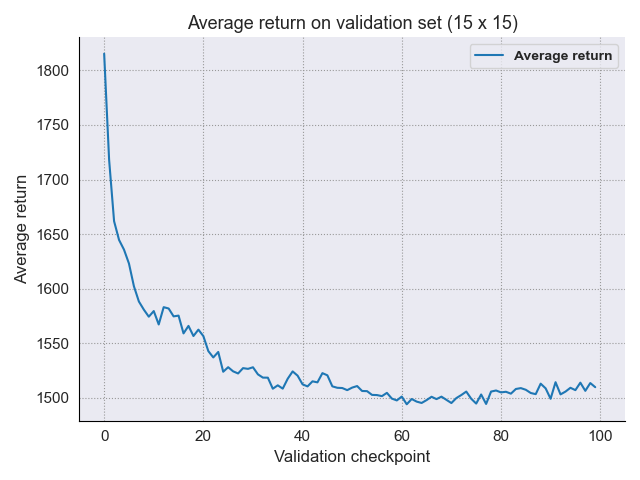 Average return on validation set (15 x 15)
Average return
1800
1750
1700
1650
1600
1550
1500
Average return
0 20 40 60 80 100
Validation checkpoint